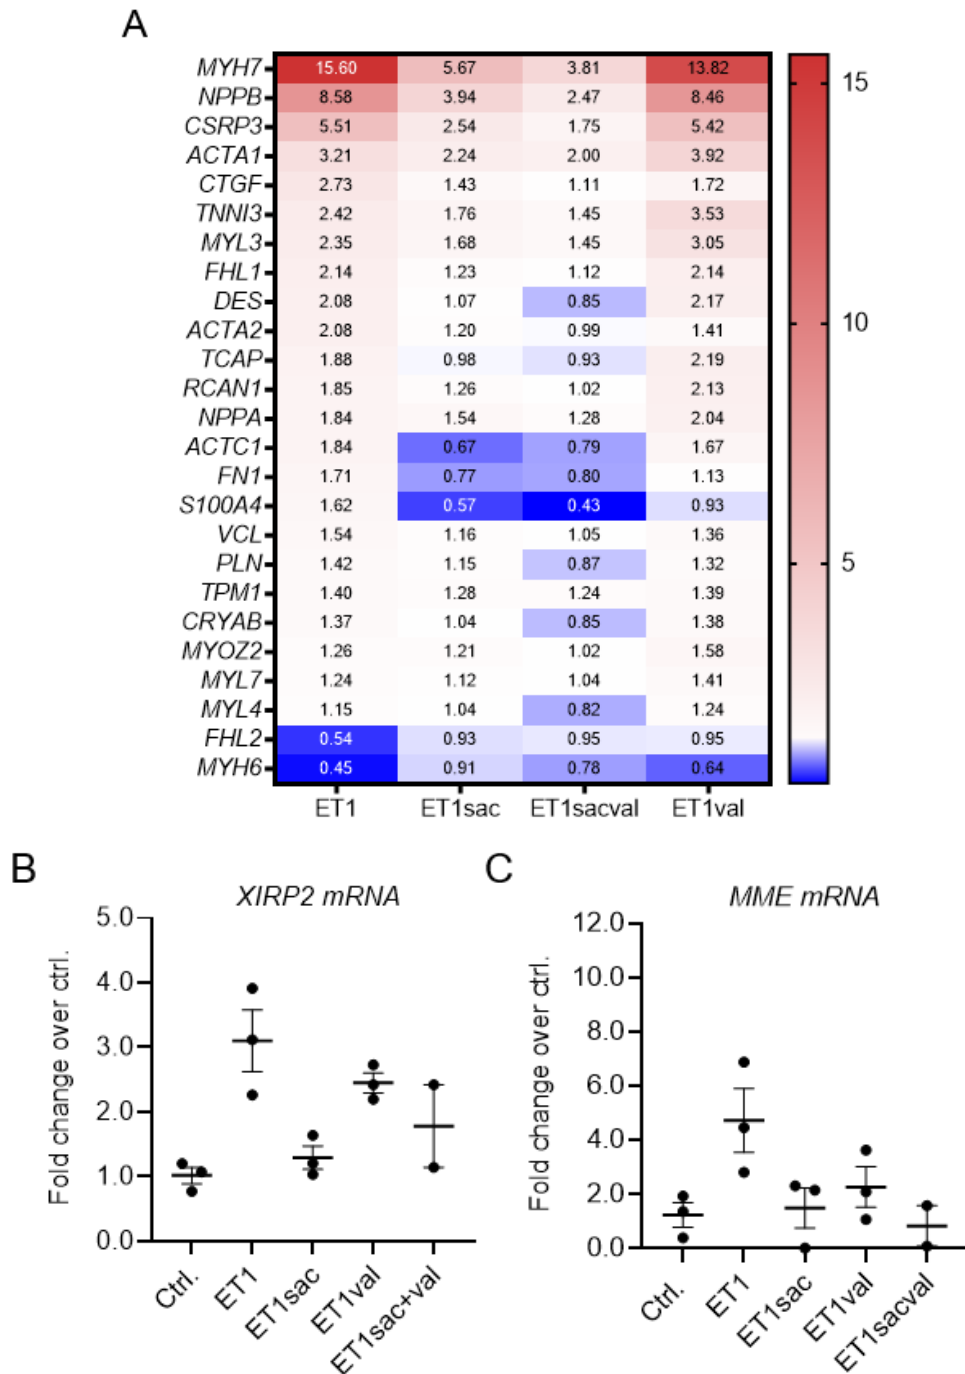 A
MYH7 15.60 5.67 3.81 13.82
NPPB 8.58 3.94 2.47 8.46
CSRP3 5.51 2.54 1.75 5.42
ACTA1 3.21 2.24 2.00 3.92
CTGF 2.73 1.43 1.11 1.72
TNNI3 2.42 1.76 1.45 3.53
MYL3 2.35 1.68 1.45 3.05
FHL1 2.14 1.23 1.12 2.14
DES 2.08 1.07 0.85 2.17
ACTA2 2.08 1.20 0.99 1.41
TCAP 1.88 0.98 0.93 2.19
RCAN1 1.85 1.26 1.02 2.13
NPPA 1.84 1.54 1.28 2.04
ACTC1 1.84 0.67 0.79 1.67
FN1 1.71 0.77 0.80 1.13
S100A4 1.62 0.57 0.43 0.93
VCL 1.54 1.16 1.05 1.36
PLN 1.42 1.15 0.87 1.32
TPM1 1.40 1.28 1.24 1.39
CRYAB 1.37 1.04 0.85 1.38
MYOZ2 1.26 1.21 1.02 1.58
MYL7 1.24 1.12 1.04 1.41
MYL4 1.15 1.04 0.82 1.24
FHL2 0.54 0.93 0.95 0.95
MYH6 0.45 0.91 0.78 0.64
ET1 ET1sac ET1sacval ET1val
15
10
5
B
XIRP2 mRNA
Fold change over ctrl.
5.0
4.0
3.0
2.0
1.0
0.0
Ctrl.
ET1
ET1sac
ET1val
ET1sac+val
C
MME mRNA
Fold change over ctrl.
12.0
10.0
8.0
6.0
4.0
2.0
0.0
Ctrl.
ET1
ET1sac
ET1val
ET1sacval